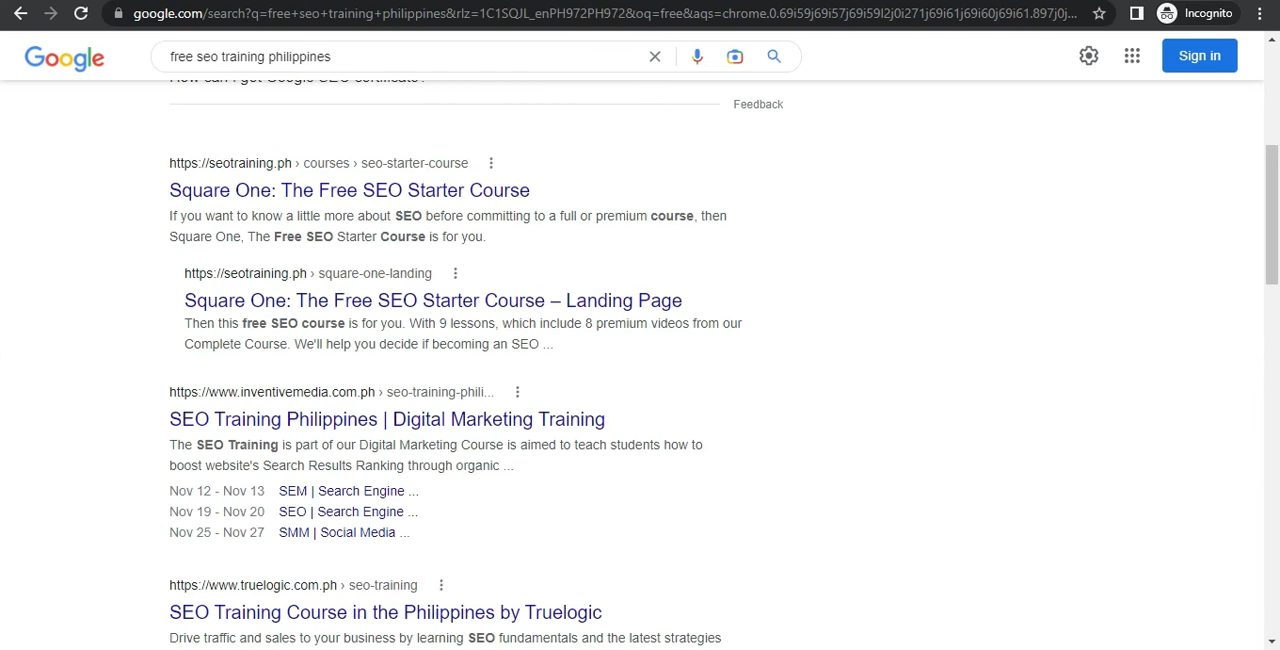 google.com/search?q=free+seo+training+philippines&rlz=1C1SQJL_enPH972PH972&oq=free&aqs=chrome.0.69i59j69i57j69i59l2j0i271j69i61j69i60j69i61.897j0j...
Incognito
Google
free seo training philippines
Sign in
How can I get Google SEO certificate?
Feedback
https://seotraining.ph › courses › seo-starter-course
Square One: The Free SEO Starter Course
If you want to know a little more about SEO before committing to a full or premium course, then
Square One, The Free SEO Starter Course is for you.
https://seotraining.ph › square-one-landing
Square One: The Free SEO Starter Course – Landing Page
Then this free SEO course is for you. With 9 lessons, which include 8 premium videos from our
Complete Course. We'll help you decide if becoming an SEO ...
https://www.inventivemedia.com.ph › seo-training-phili...
SEO Training Philippines | Digital Marketing Training
The SEO Training is part of our Digital Marketing Course is aimed to teach students how to
boost website's Search Results Ranking through organic ...
Nov 12 - Nov 13 SEM | Search Engine ...
Nov 19 - Nov 20 SEO | Search Engine ...
Nov 25 - Nov 27 SMM | Social Media ...
https://www.truelogic.com.ph › seo-training
SEO Training Course in the Philippines by Truelogic
Drive traffic and sales to your business by learning SEO fundamentals and the latest strategies